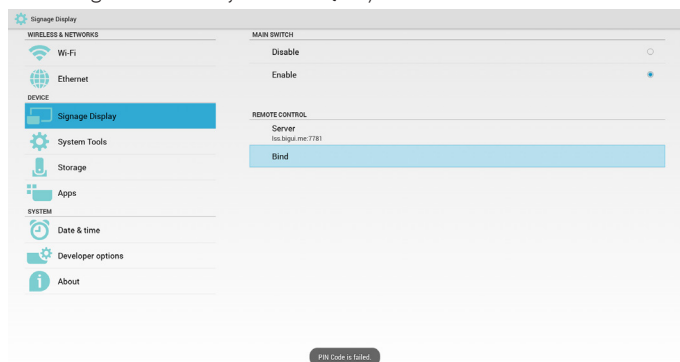 Signage Display
WIRELESS & NETWORKS
Wi-Fi
Ethernet
DEVICE
Signage Display
System Tools
Storage
Apps
SYSTEM
Date & time
Developer options
About
MAIN SWITCH
Disable
Enable
REMOTE CONTROL
Server
lss.bigui.me:7781
Bind
PIN Code is failed.